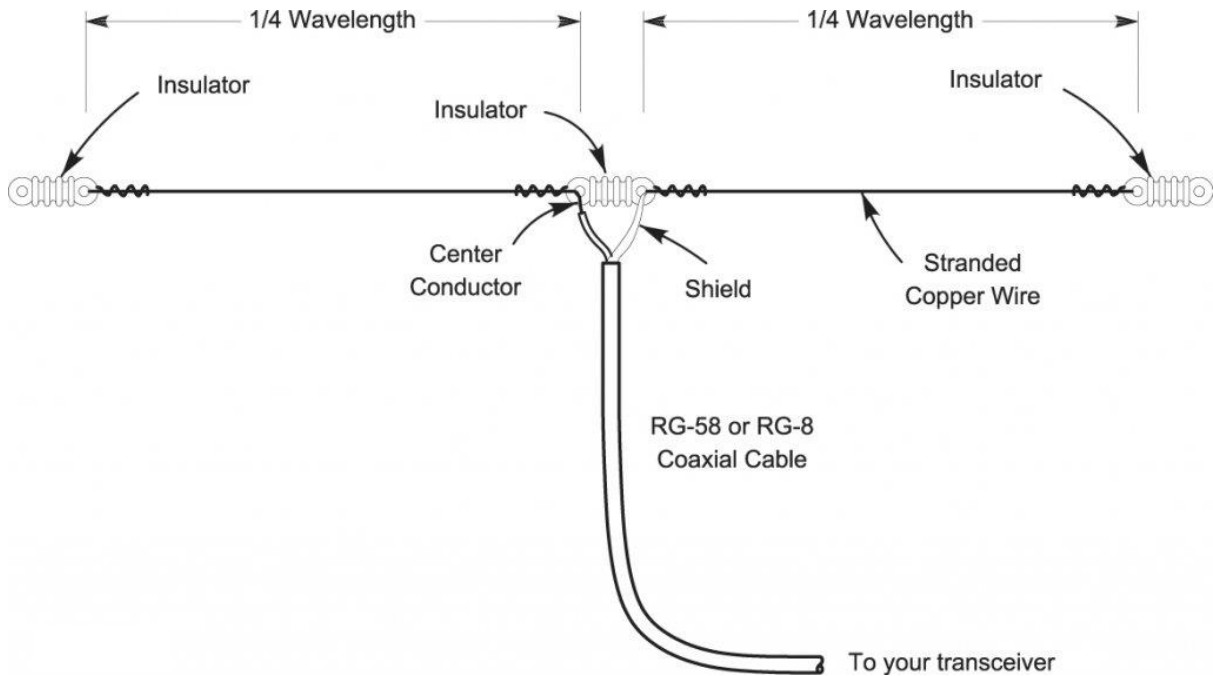 1/4 Wavelength
1/4 Wavelength
Insulator
Insulator
Insulator
Center
Conductor
Shield
Stranded
Copper Wire
RG-58 or RG-8
Coaxial Cable
To your transceiver